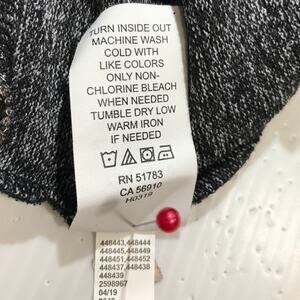 TURN INSIDE OUT
MACHINE WASH
COLD WITH
LIKE COLORS
ONLY NON-
CHLORINE BLEACH
WHEN NEEDED
TUMBLE DRY LOW
WARM IRON
IF NEEDED
RN 51783
CA 56910
H0319
448443,448444
448445,448449
448451,448452
448437,448438
448439
2598967
04/19